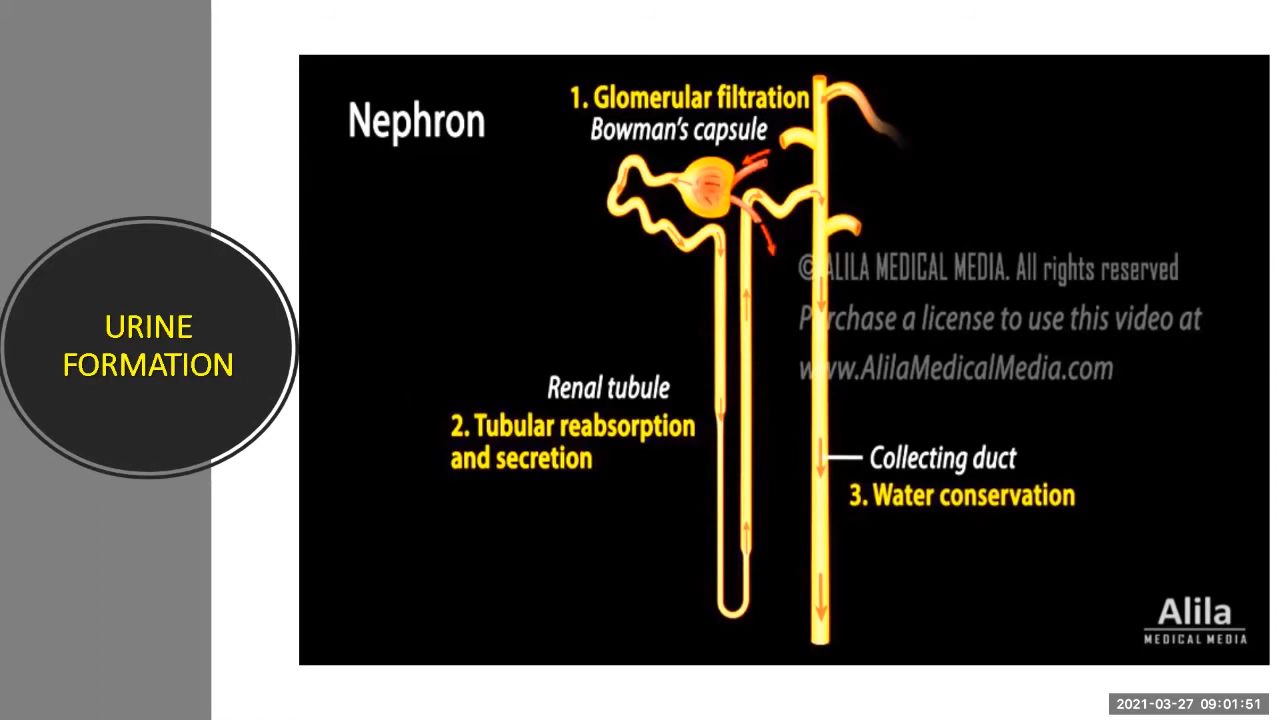 URINE
FORMATION
Nephron
1. Glomerular filtration
Bowman's capsule
© ALILA MEDICAL MEDIA. All rights reserved
Purchase a license to use this video at
www.AlilaMedicalMedia.com
Renal tubule
2. Tubular reabsorption
and secretion
Collecting duct
3. Water conservation
Alila
MEDICAL MEDIA
2021-03-27 09:01:51